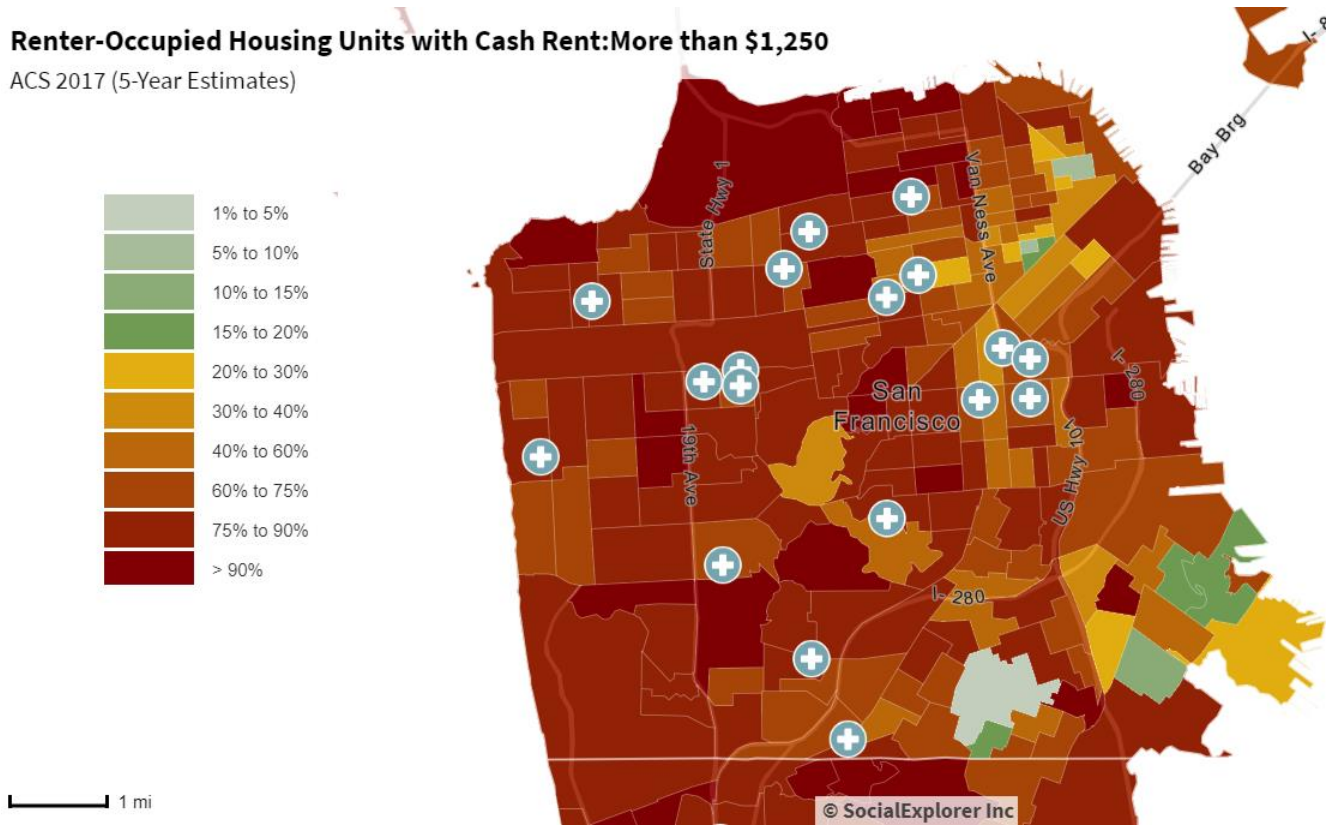 Renter-Occupied Housing Units with Cash Rent:More than $1,250
ACS 2017 (5-Year Estimates)
I- 8
Bay Brg
Van Ness Ave
State Hwy 1
1% to 5%
5% to 10%
10% to 15%
15% to 20%
20% to 30%
30% to 40%
40% to 60%
60% to 75%
75% to 90%
> 90%
I- 280
San
Francisco
19th Ave
US Hwy 101
I- 280
1 mi
© SocialExplorer Inc